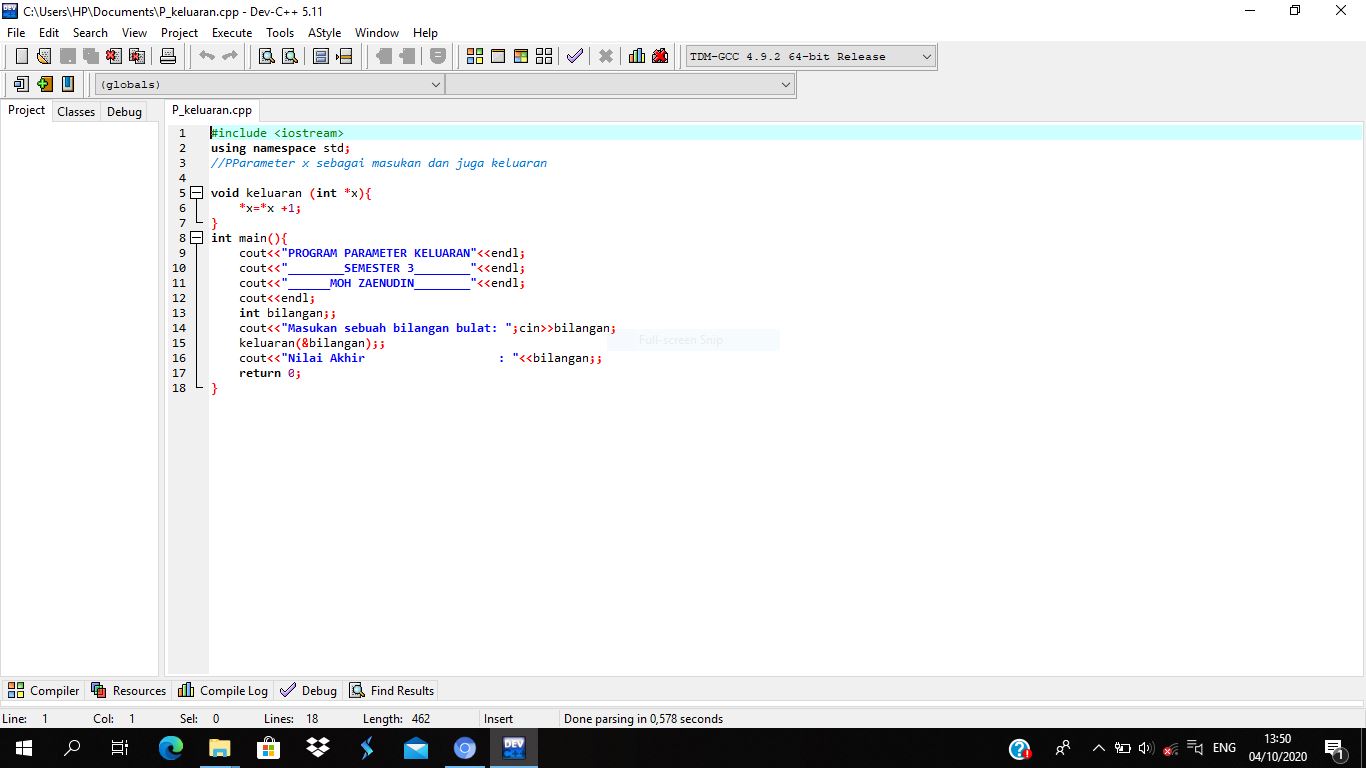 C:\Users\HP\Documents\P_keluaran.cpp - Dev-C++ 5.11
File Edit Search View Project Execute Tools AStyle Window Help
TDM-GCC 4.9.2 64-bit Release
(globals)
Project Classes Debug P_keluaran.cpp
1 #include <iostream>
2 using namespace std;
3 //PParameter x sebagai masukan dan juga keluaran
4
5 void keluaran (int *x){
6 *x=*x +1;
7 }
8 int main(){
9 cout<<"PROGRAM PARAMETER KELUARAN"<<endl;
10 cout<<"________SEMESTER 3________"<<endl;
11 cout<<"______MOH ZAENUDIN________"<<endl;
12 cout<<endl;
13 int bilangan;;
14 cout<<"Masukan sebuah bilangan bulat: ";cin>>bilangan;
Full-screen Snip
15 keluaran(&bilangan);;
16 cout<<"Nilai Akhir                   : "<<bilangan;;
17 return 0;
18 }
Compiler Resources Compile Log Debug Find Results
Line: 1 Col: 1 Sel: 0 Lines: 18 Length: 462 Insert Done parsing in 0,578 seconds
DEV
ENG
13:50
04/10/2020
1